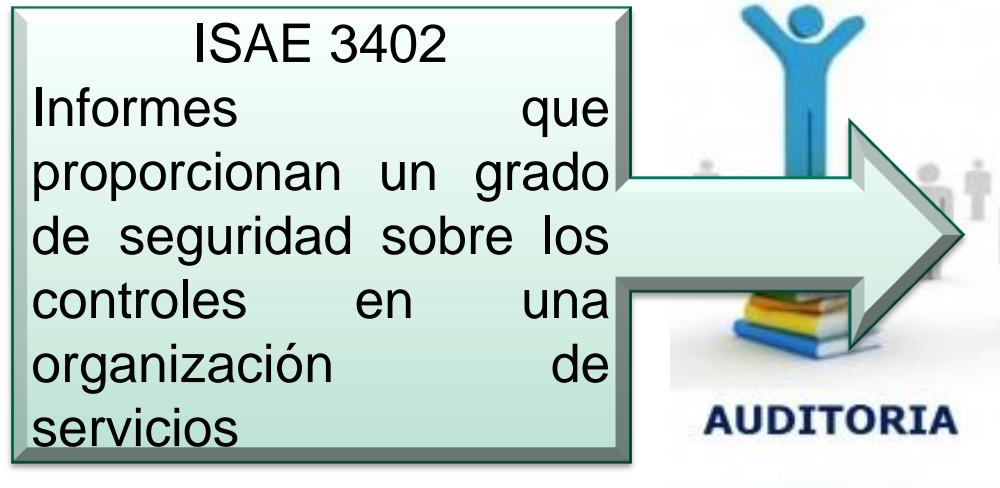 ISAE 3402
Informes que
proporcionan un grado
de seguridad sobre los
controles en una
organización de
servicios
AUDITORIA